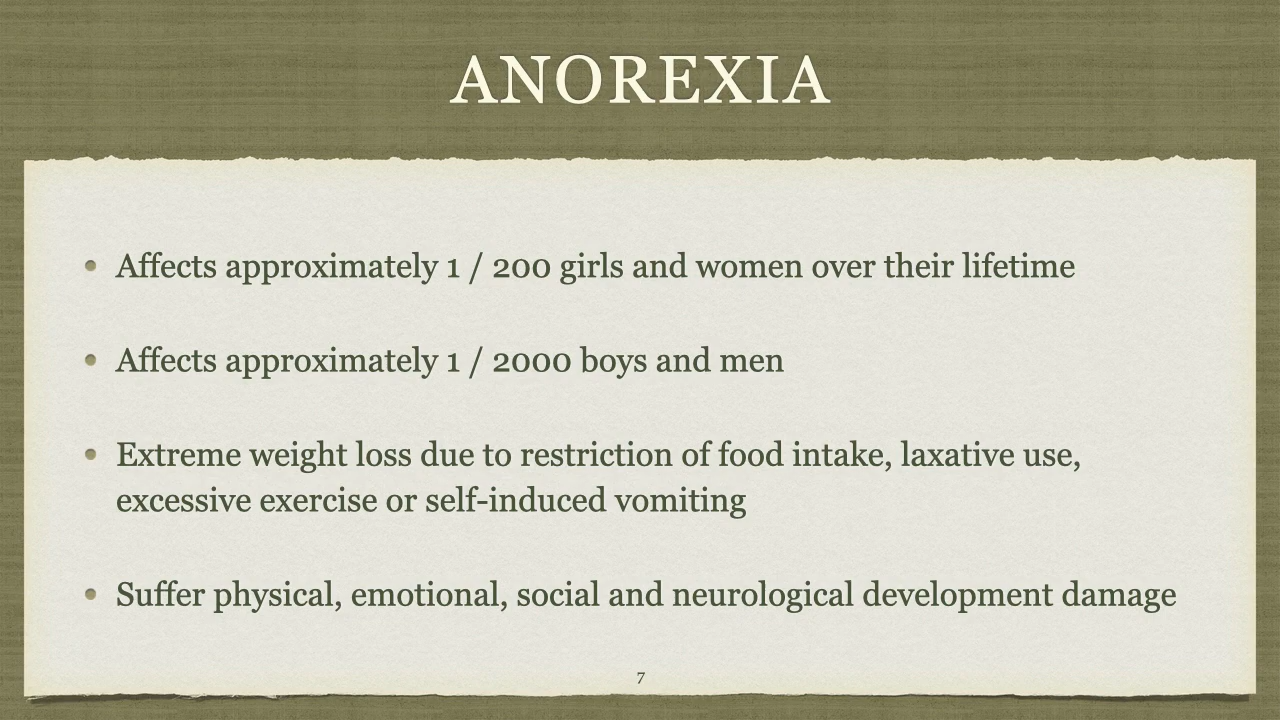 ANOREXIA
• Affects approximately 1 / 200 girls and women over their lifetime
• Affects approximately 1 / 2000 boys and men
• Extreme weight loss due to restriction of food intake, laxative use,
excessive exercise or self-induced vomiting
• Suffer physical, emotional, social and neurological development damage
7